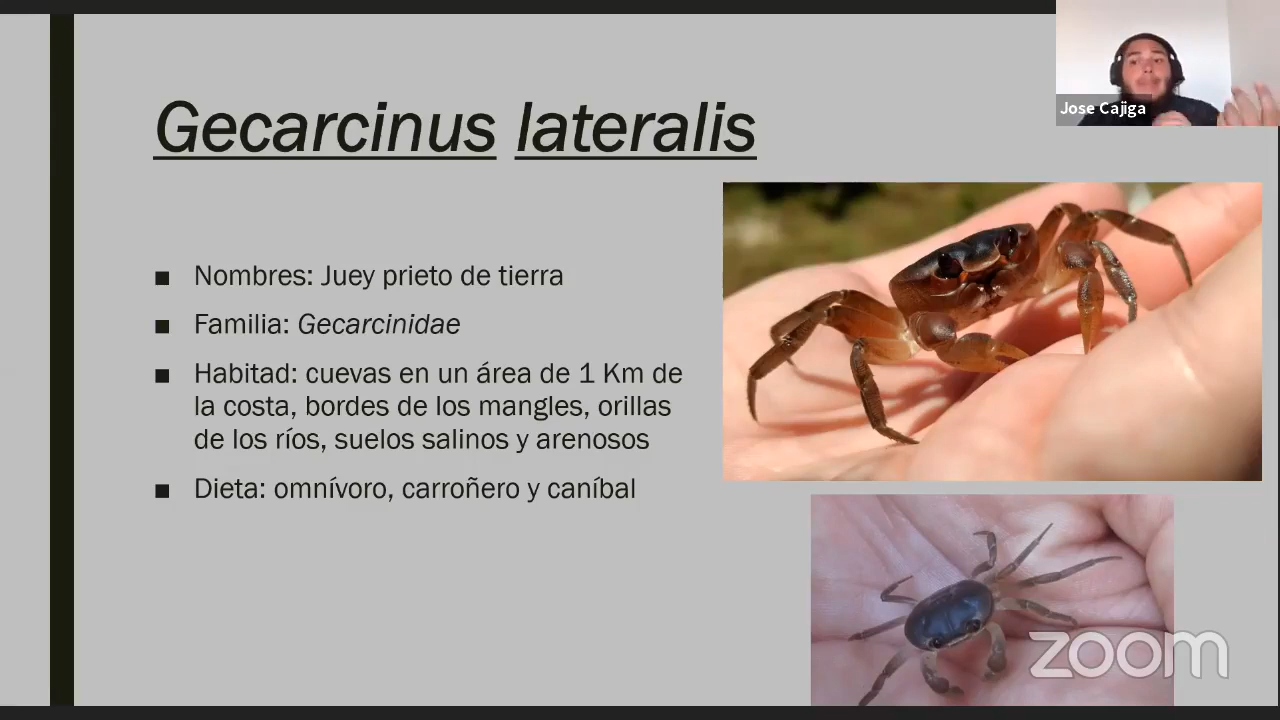 Jose Cajiga
Gecarcinus lateralis
■ Nombres: Juey prieto de tierra
■ Familia: Gecarcinidae
■ Habitad: cuevas en un área de 1 Km de
la costa, bordes de los mangles, orillas
de los ríos, suelos salinos y arenosos
■ Dieta: omnívoro, carroñero y caníbal
zoom